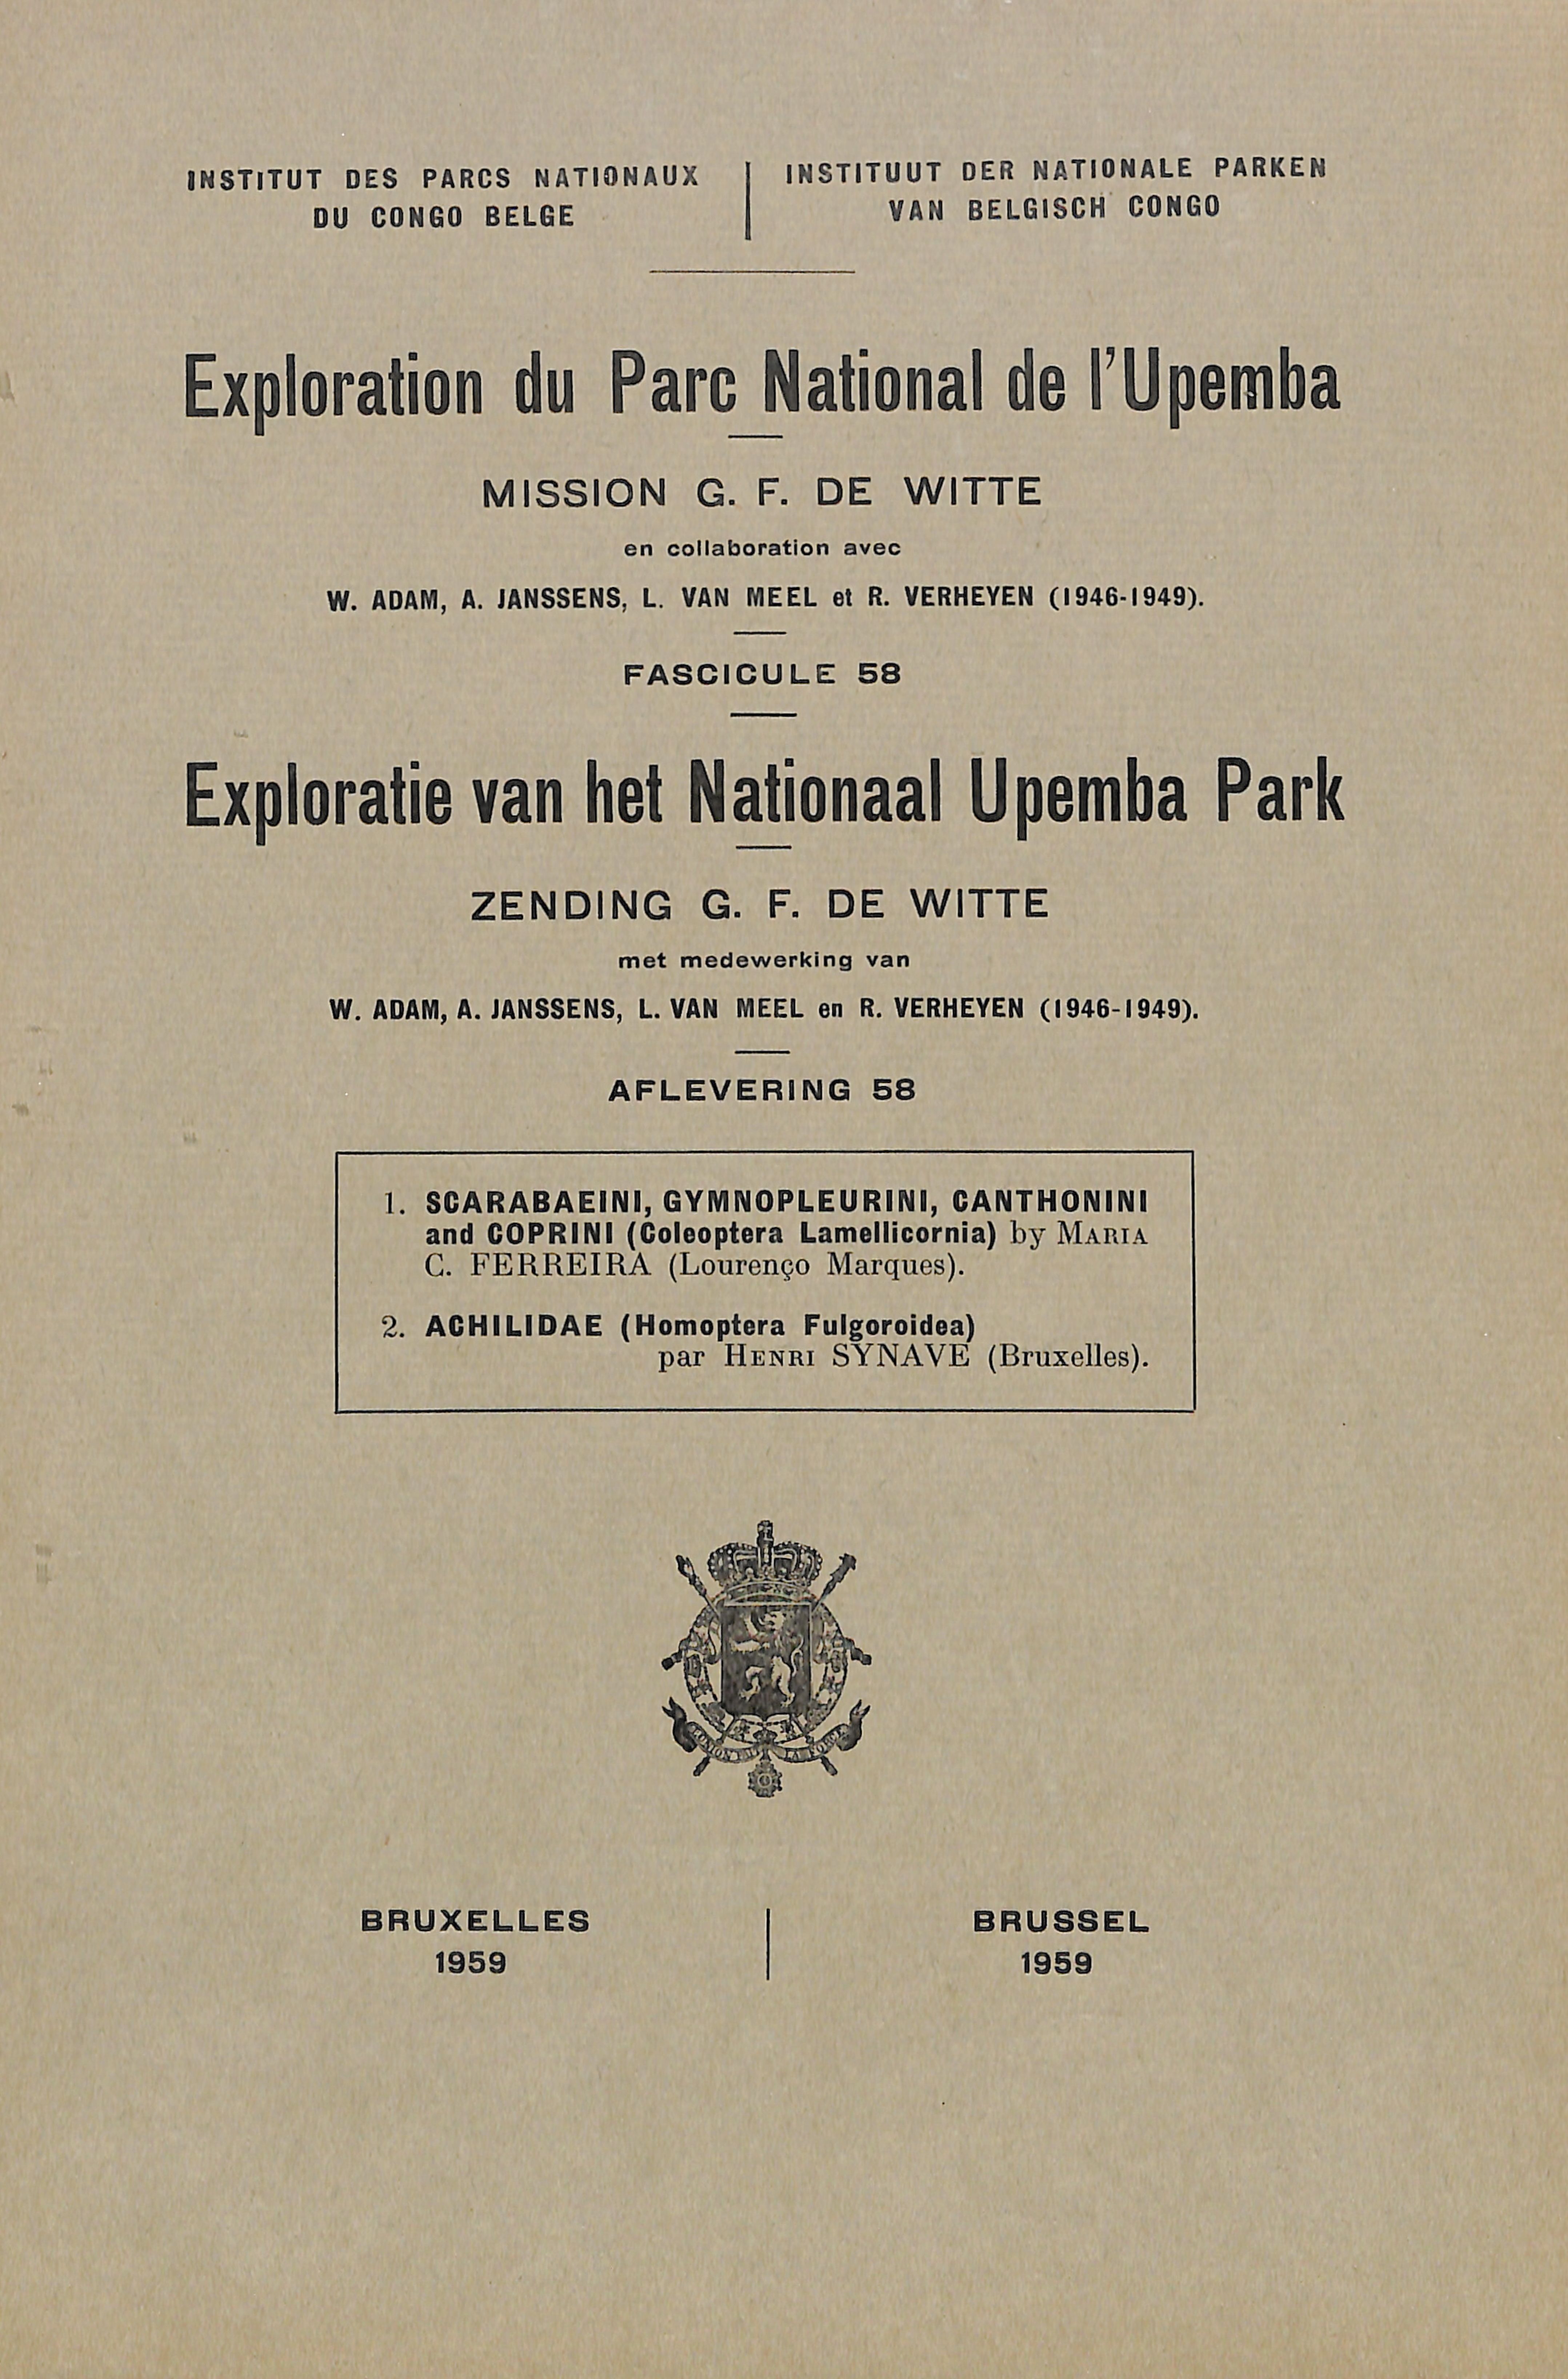 INSTITUT DES PARCS NATIONAUX
DU CONGO BELGE
INSTITUUT DER NATIONALE PARKEN
VAN BELGISCH CONGO
Exploration du Parc National de l'Upemba
MISSION G. F. DE WITTE
en collaboration avec
W. ADAM, A. JANSSENS, L. VAN MEEL et R. VERHEYEN (1946-1949).
FASCICULE 58
Exploratie van het Nationaal Upemba Park
ZENDING G. F. DE WITTE
met medewerking van
W. ADAM, A. JANSSENS, L. VAN MEEL en R. VERHEYEN (1946-1949).
AFLEVERING 58
1. SCARABAEINI, GYMNOPLEURINI, CANTHONINI
and COPRINI (Coleoptera Lamellicornia) by MARIA
C. FERREIRA (Lourenço Marques).
2. ACHILIDAE (Homoptera Fulgoroidea)
par HENRI SYNAVE (Bruxelles).
LA FORCE
BRUXELLES
1959
BRUSSEL
1959